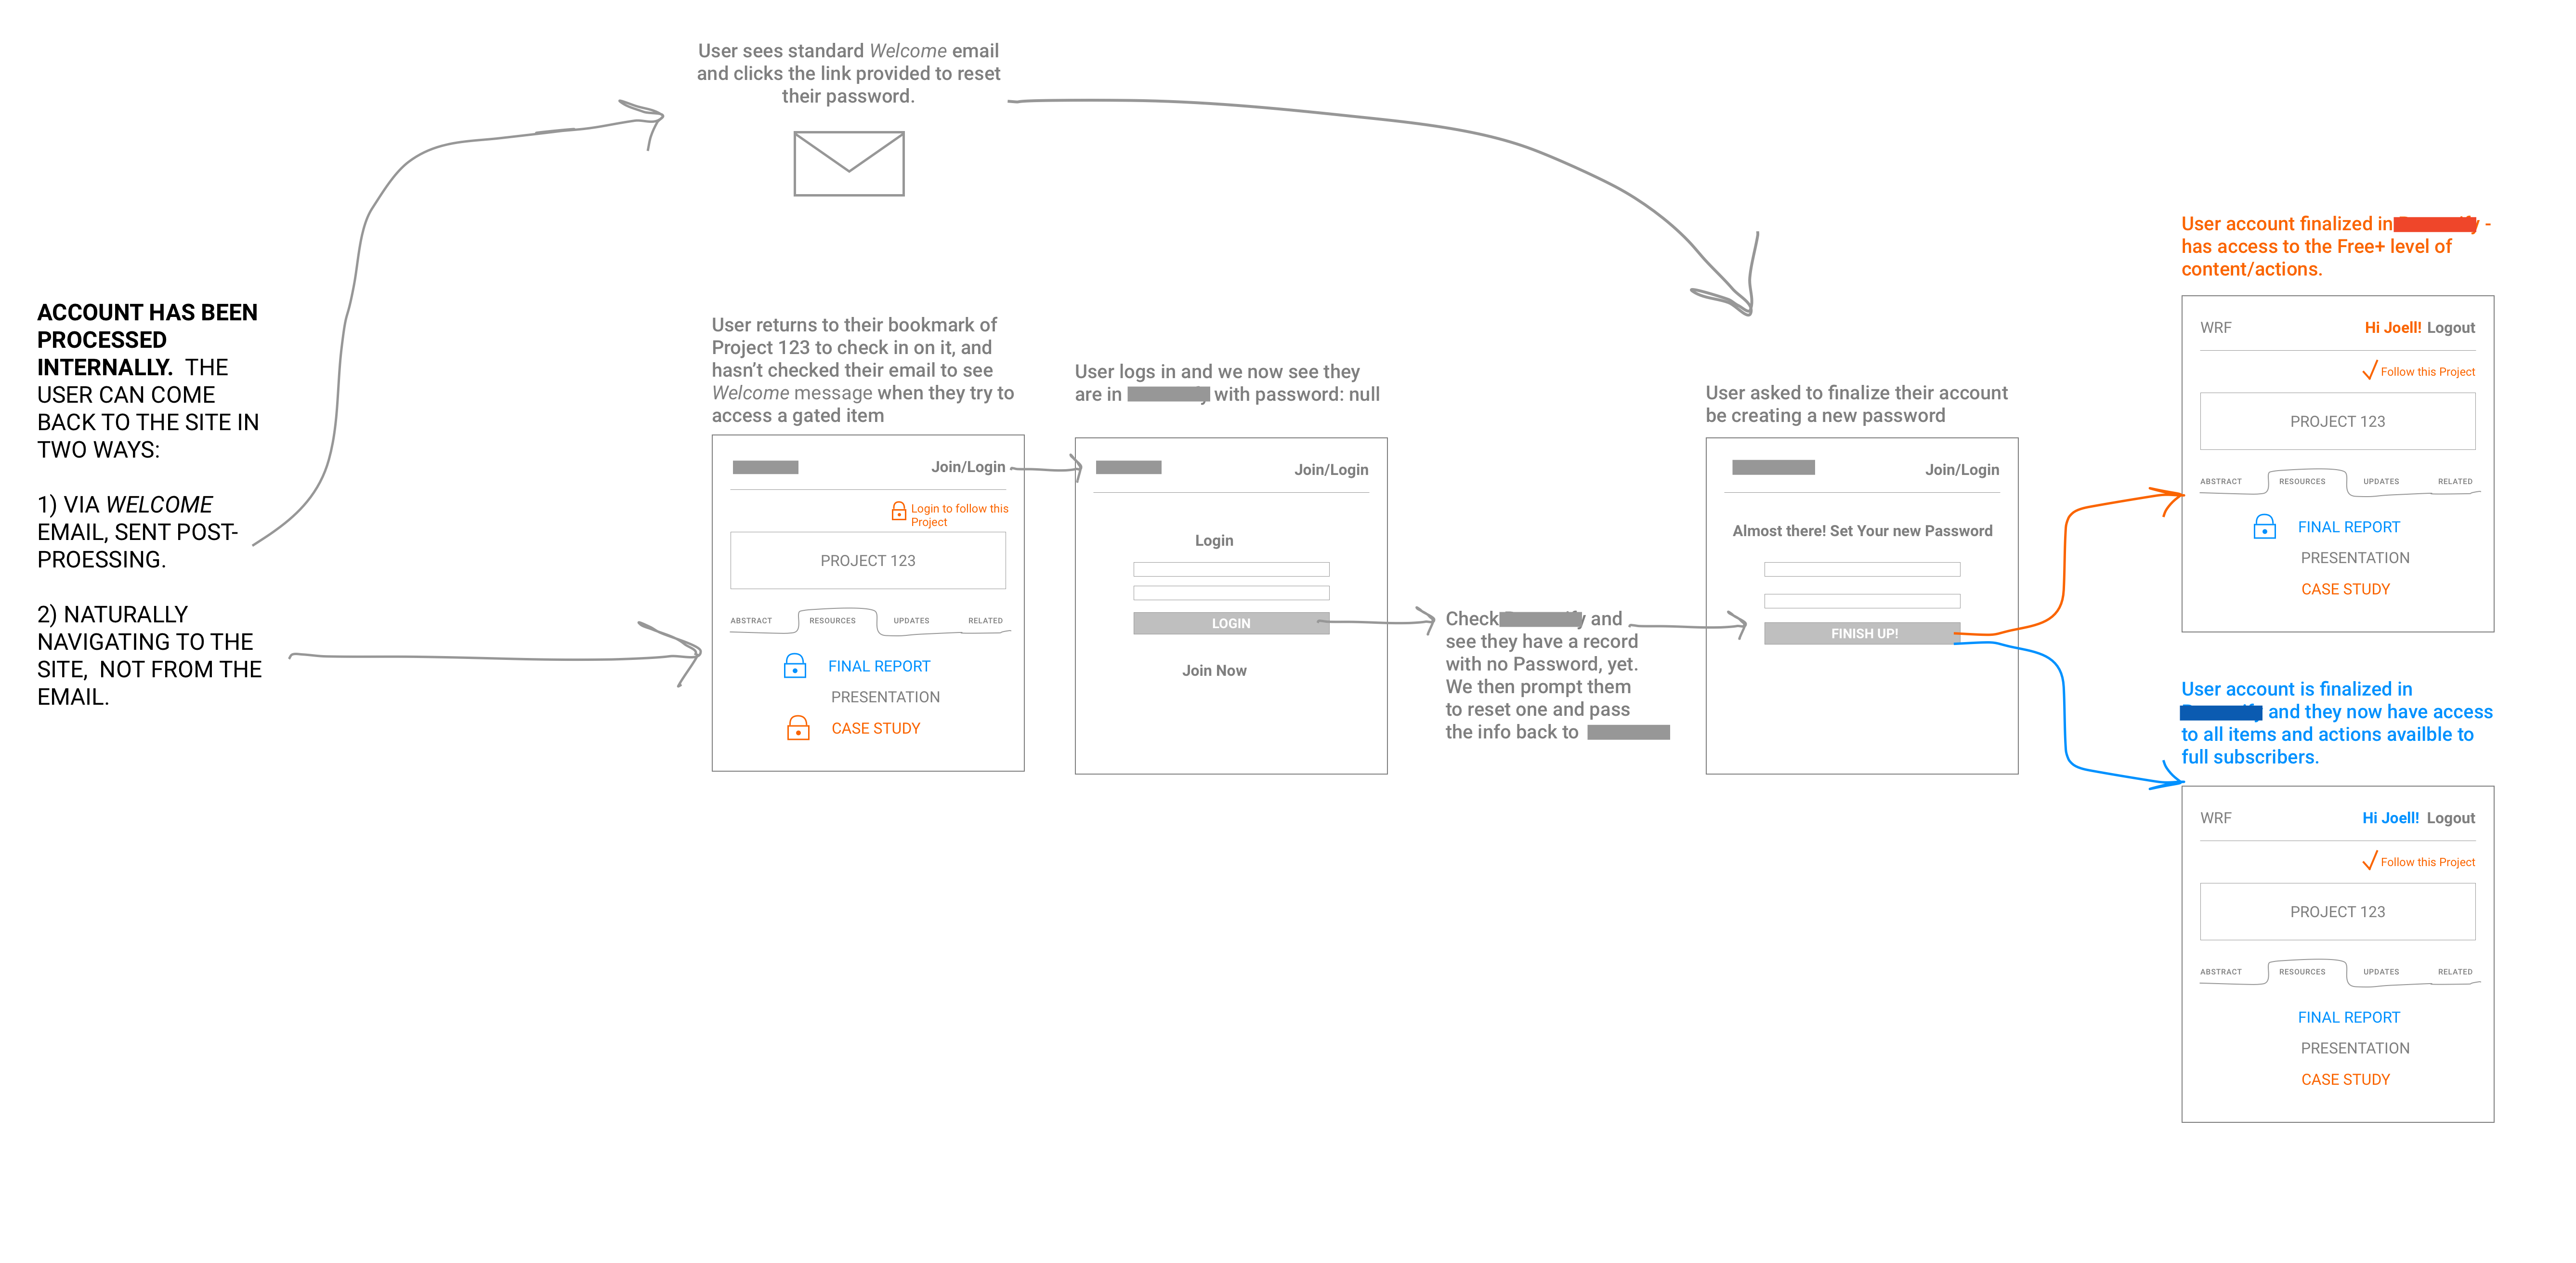 User sees standard Welcome email
and clicks the link provided to reset
their password.
ACCOUNT HAS BEEN
PROCESSED
INTERNALLY. THE
USER CAN COME
BACK TO THE SITE IN
TWO WAYS:
1) VIA WELCOME
EMAIL, SENT POST-
PROESSING.
2) NATURALLY
NAVIGATING TO THE
SITE, NOT FROM THE
EMAIL.
User returns to their bookmark of
Project 123 to check in on it, and
hasn't checked their email to see
Welcome message when they try to
access a gated item
Join/Login
Login to follow this
Project
PROJECT 123
ABSTRACT RESOURCES UPDATES RELATED
FINAL REPORT
PRESENTATION
CASE STUDY
User logs in and we now see they
are in with password: null
Join/Login
Login
LOGIN
Join Now
Check and
see they have a record
with no Password, yet.
We then prompt them
to reset one and pass
the info back to
User asked to finalize their account
be creating a new password
Join/Login
Almost there! Set Your new Password
FINISH UP!
User account finalized in -
has access to the Free+ level of
content/actions.
WRF Hi Joell! Logout
Follow this Project
PROJECT 123
ABSTRACT RESOURCES UPDATES RELATED
FINAL REPORT
PRESENTATION
CASE STUDY
User account is finalized in
and they now have access
to all items and actions availble to
full subscribers.
WRF Hi Joell! Logout
Follow this Project
PROJECT 123
ABSTRACT RESOURCES UPDATES RELATED
FINAL REPORT
PRESENTATION
CASE STUDY